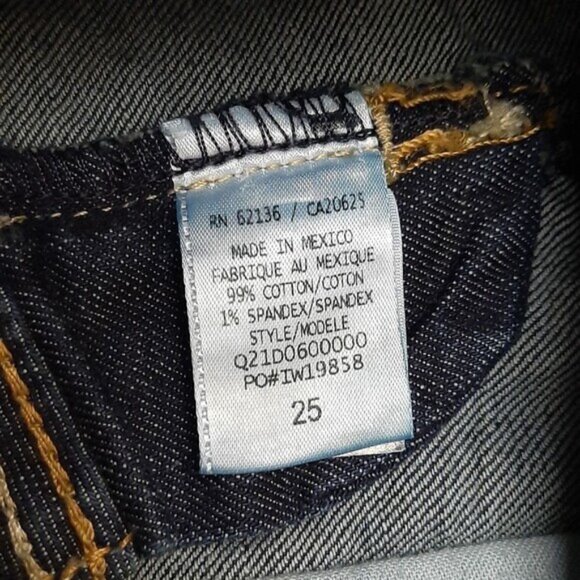 RN 62136 / CA20625
MADE IN MEXICO
FABRIQUE AU MEXIQUE
99% COTTON/COTON
1% SPANDEX/SPANDEX
STYLE/MODELE
Q21D0600000
PO#IW19858
25